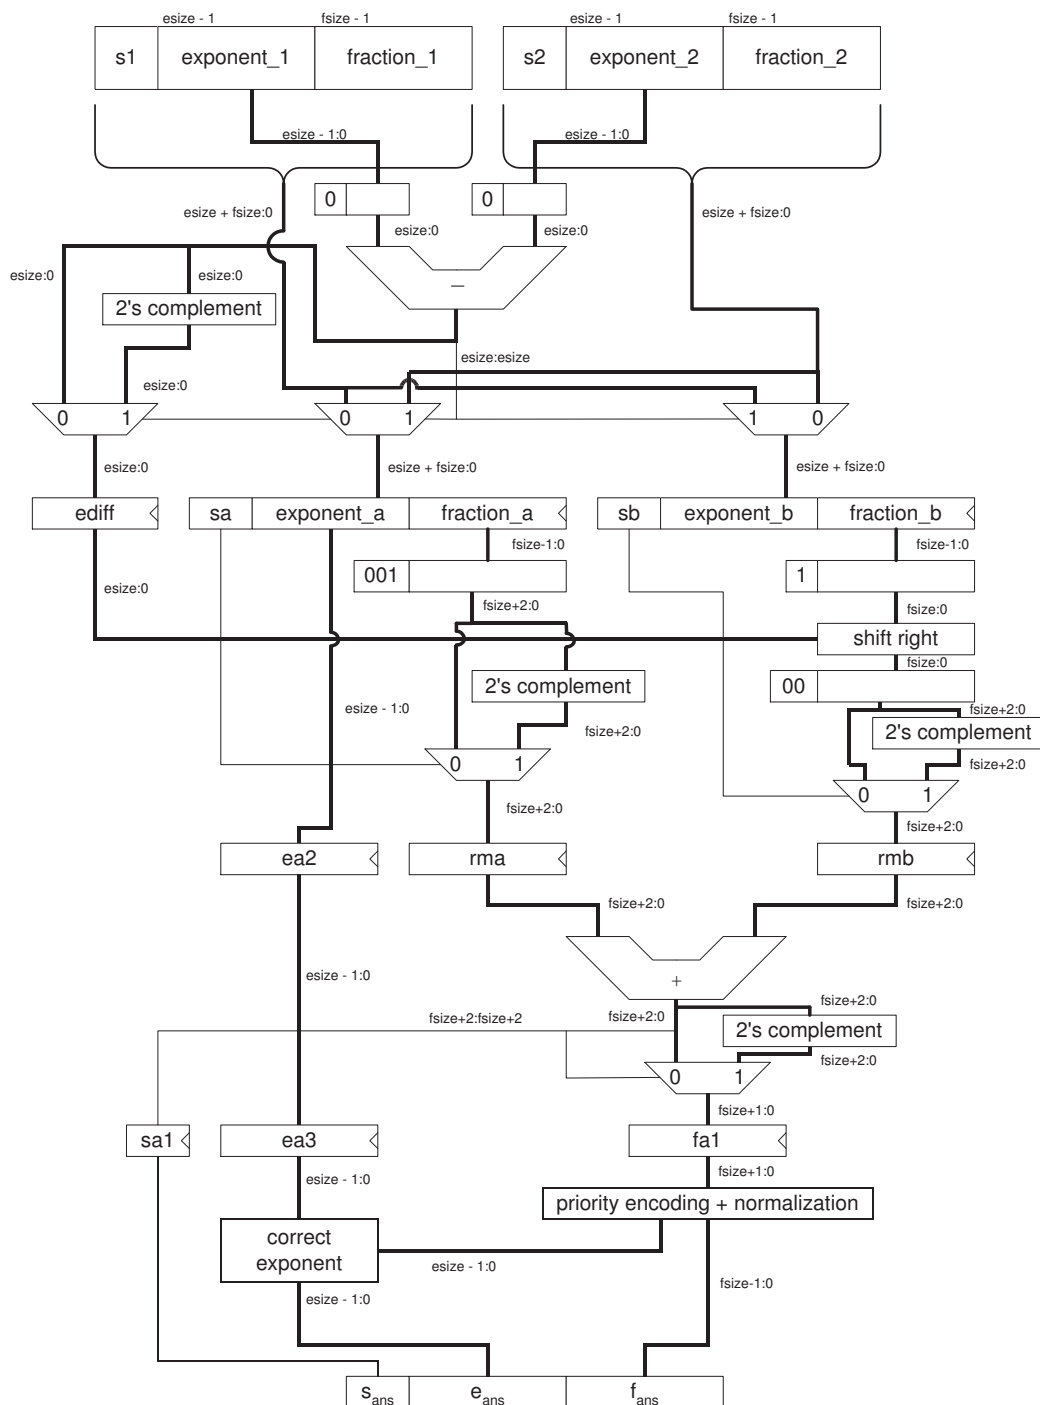 esize - 1 fsize - 1 esize - 1 fsize - 1
s1 exponent_1 fraction_1 s2 exponent_2 fraction_2
esize - 1:0 esize - 1:0
0 0
esize + fsize:0 esize + fsize:0
esize:0 esize:0
esize:0 esize:0
−
2's complement
esize:esize
esize:0
0 1 0 1 1 0
esize:0 esize + fsize:0 esize + fsize:0
ediff sa exponent_a fraction_a sb exponent_b fraction_b
fsize-1:0 fsize-1:0
001 1
esize:0
fsize+2:0 fsize:0
shift right
fsize:0
2's complement 00
esize - 1:0 fsize+2:0
fsize+2:0 2's complement
0 1 fsize+2:0
0 1
fsize+2:0 fsize+2:0
ea2 rma rmb
fsize+2:0 fsize+2:0
esize - 1:0
+
fsize+2:0
fsize+2:fsize+2 fsize+2:0
2's complement
fsize+2:0
0 1
fsize+1:0
sa1 ea3 fa1
esize - 1:0 fsize+1:0
priority encoding + normalization
correct
exponent
esize - 1:0
fsize-1:0
esize - 1:0
s_ans e_ans f_ans